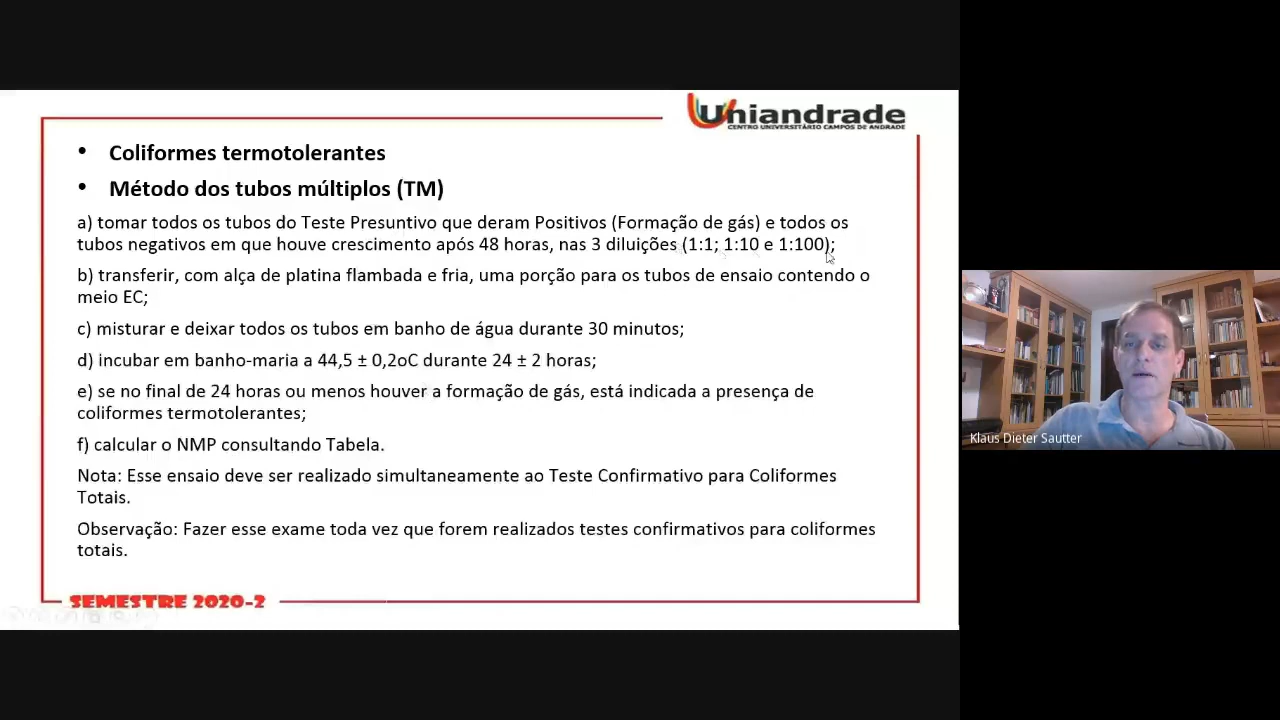 Uniandrade
CENTRO UNIVERSITÁRIO CAMPOS DE ANDRADE
• Coliformes termotolerantes
• Método dos tubos múltiplos (TM)
a) tomar todos os tubos do Teste Presuntivo que deram Positivos (Formação de gás) e todos os
tubos negativos em que houve crescimento após 48 horas, nas 3 diluições (1:1; 1:10 e 1:100);
b) transferir, com alça de platina flambada e fria, uma porção para os tubos de ensaio contendo o
meio EC;
c) misturar e deixar todos os tubos em banho de água durante 30 minutos;
d) incubar em banho-maria a 44,5 ± 0,2oC durante 24 ± 2 horas;
e) se no final de 24 horas ou menos houver a formação de gás, está indicada a presença de
coliformes termotolerantes;
f) calcular o NMP consultando Tabela.
Nota: Esse ensaio deve ser realizado simultaneamente ao Teste Confirmativo para Coliformes
Totais.
Observação: Fazer esse exame toda vez que forem realizados testes confirmativos para coliformes
totais.
SEMESTRE 2020-2
Klaus Dieter Sautter